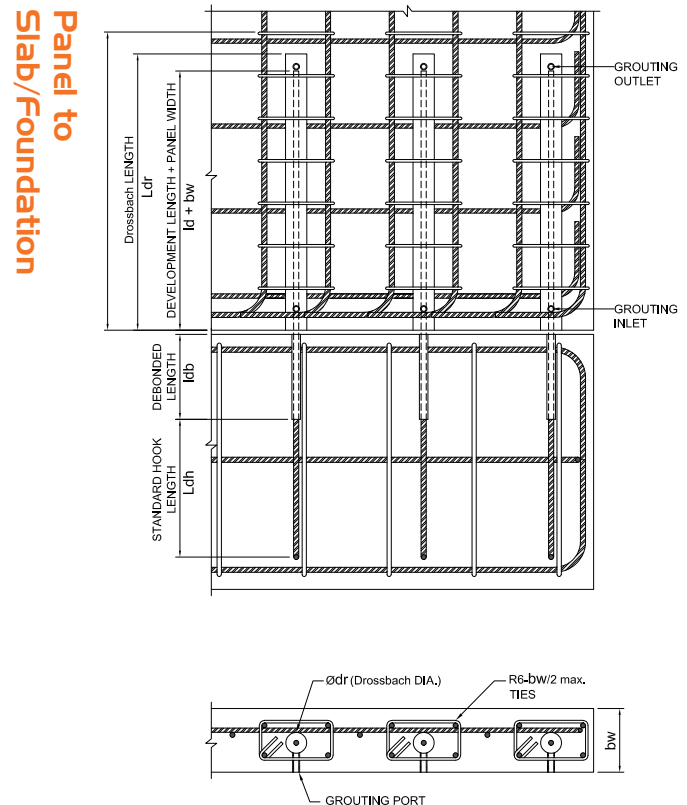 Panel to
Slab/Foundation
Drossbach LENGTH
Ldr
DEVELOPMENT LENGTH + PANEL WIDTH
ld + bw
GROUTING
OUTLET
GROUTING
INLET
DEBONDED
LENGTH
ldb
STANDARD HOOK
LENGTH
Ldh
Ødr (Drossbach DIA.)
R6-bw/2 max.
TIES
bw
GROUTING PORT